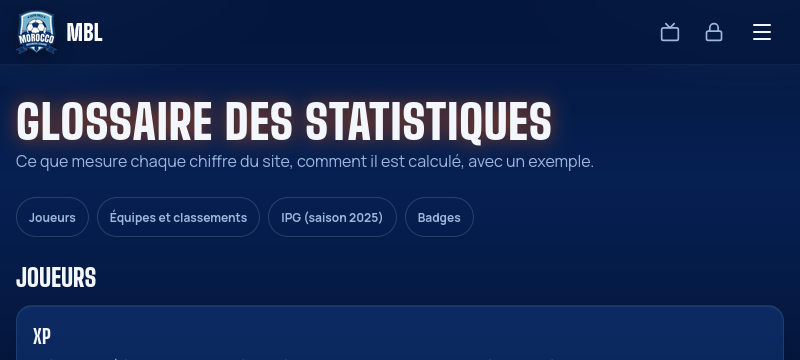 MOROCCO
MBL
GLOSSAIRE DES STATISTIQUES
Ce que mesure chaque chiffre du site, comment il est calculé, avec un exemple.
Joueurs
Équipes et classements
IPG (saison 2025)
Badges
JOUEURS
XP